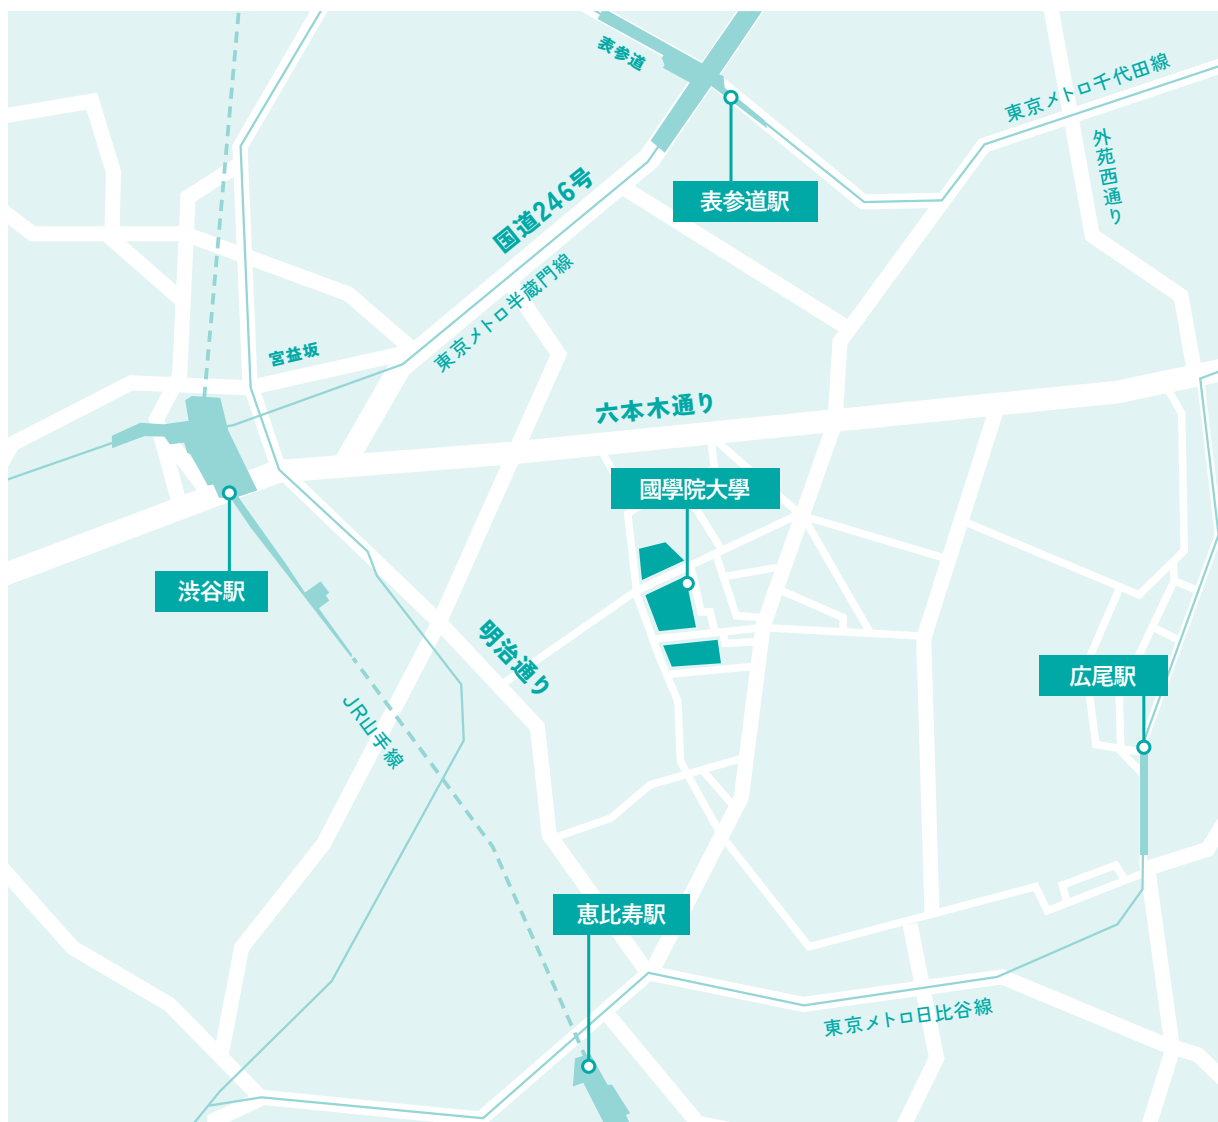 表参道
東京メトロ千代田線
外苑西通り
表参道駅
国道246号
東京メトロ半蔵門線
宮益坂
六本木通り
國學院大學
渋谷駅
明治通り
広尾駅
JR山手線
恵比寿駅
東京メトロ日比谷線